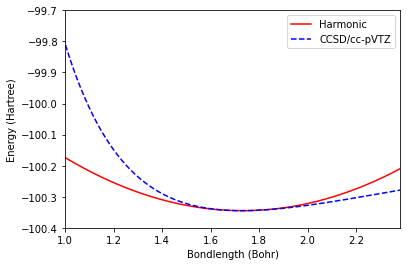 Harmonic
CCSD/cc-pVTZ
Energy (Hartree)
−99.7
−99.8
−99.9
−100.0
−100.1
−100.2
−100.3
−100.4
1.0 1.2 1.4 1.6 1.8 2.0 2.2
Bondlength (Bohr)